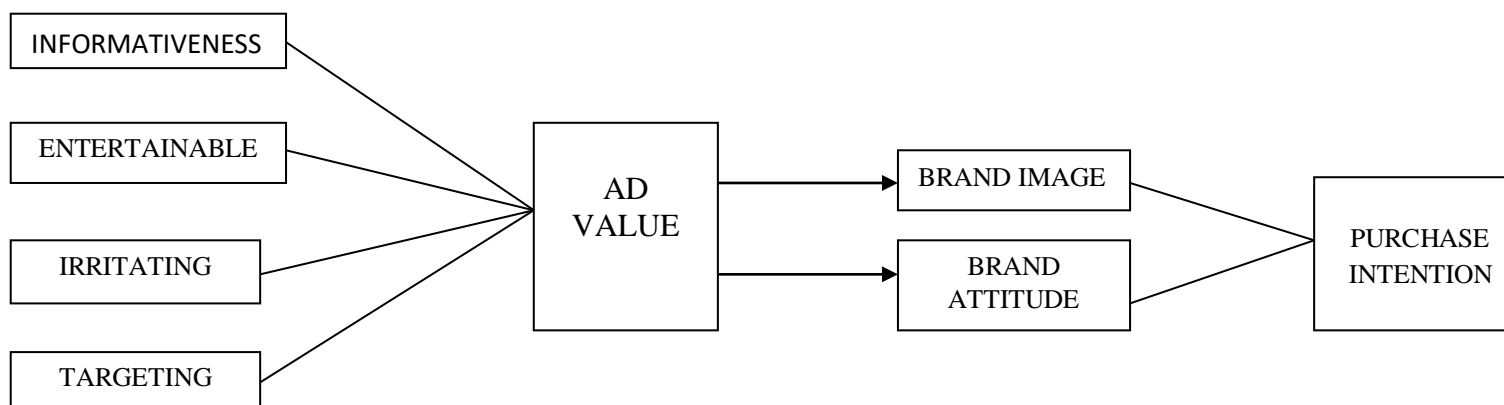 INFORMATIVENESS
ENTERTAINABLE
IRRITATING
TARGETING
AD
VALUE
BRAND IMAGE
BRAND
ATTITUDE
PURCHASE
INTENTION